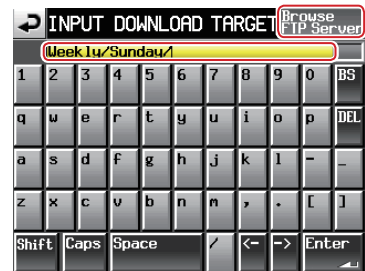 INPUT DOWNLOAD TARGET Browse FTP Server
Weekly/Sunday/
1 2 3 4 5 6 7 8 9 0 BS
q w e r t y u i o p DEL
a s d f g h j k l - _
z x c v b n m , . [ ]
Shift Caps Space / <- -> Enter